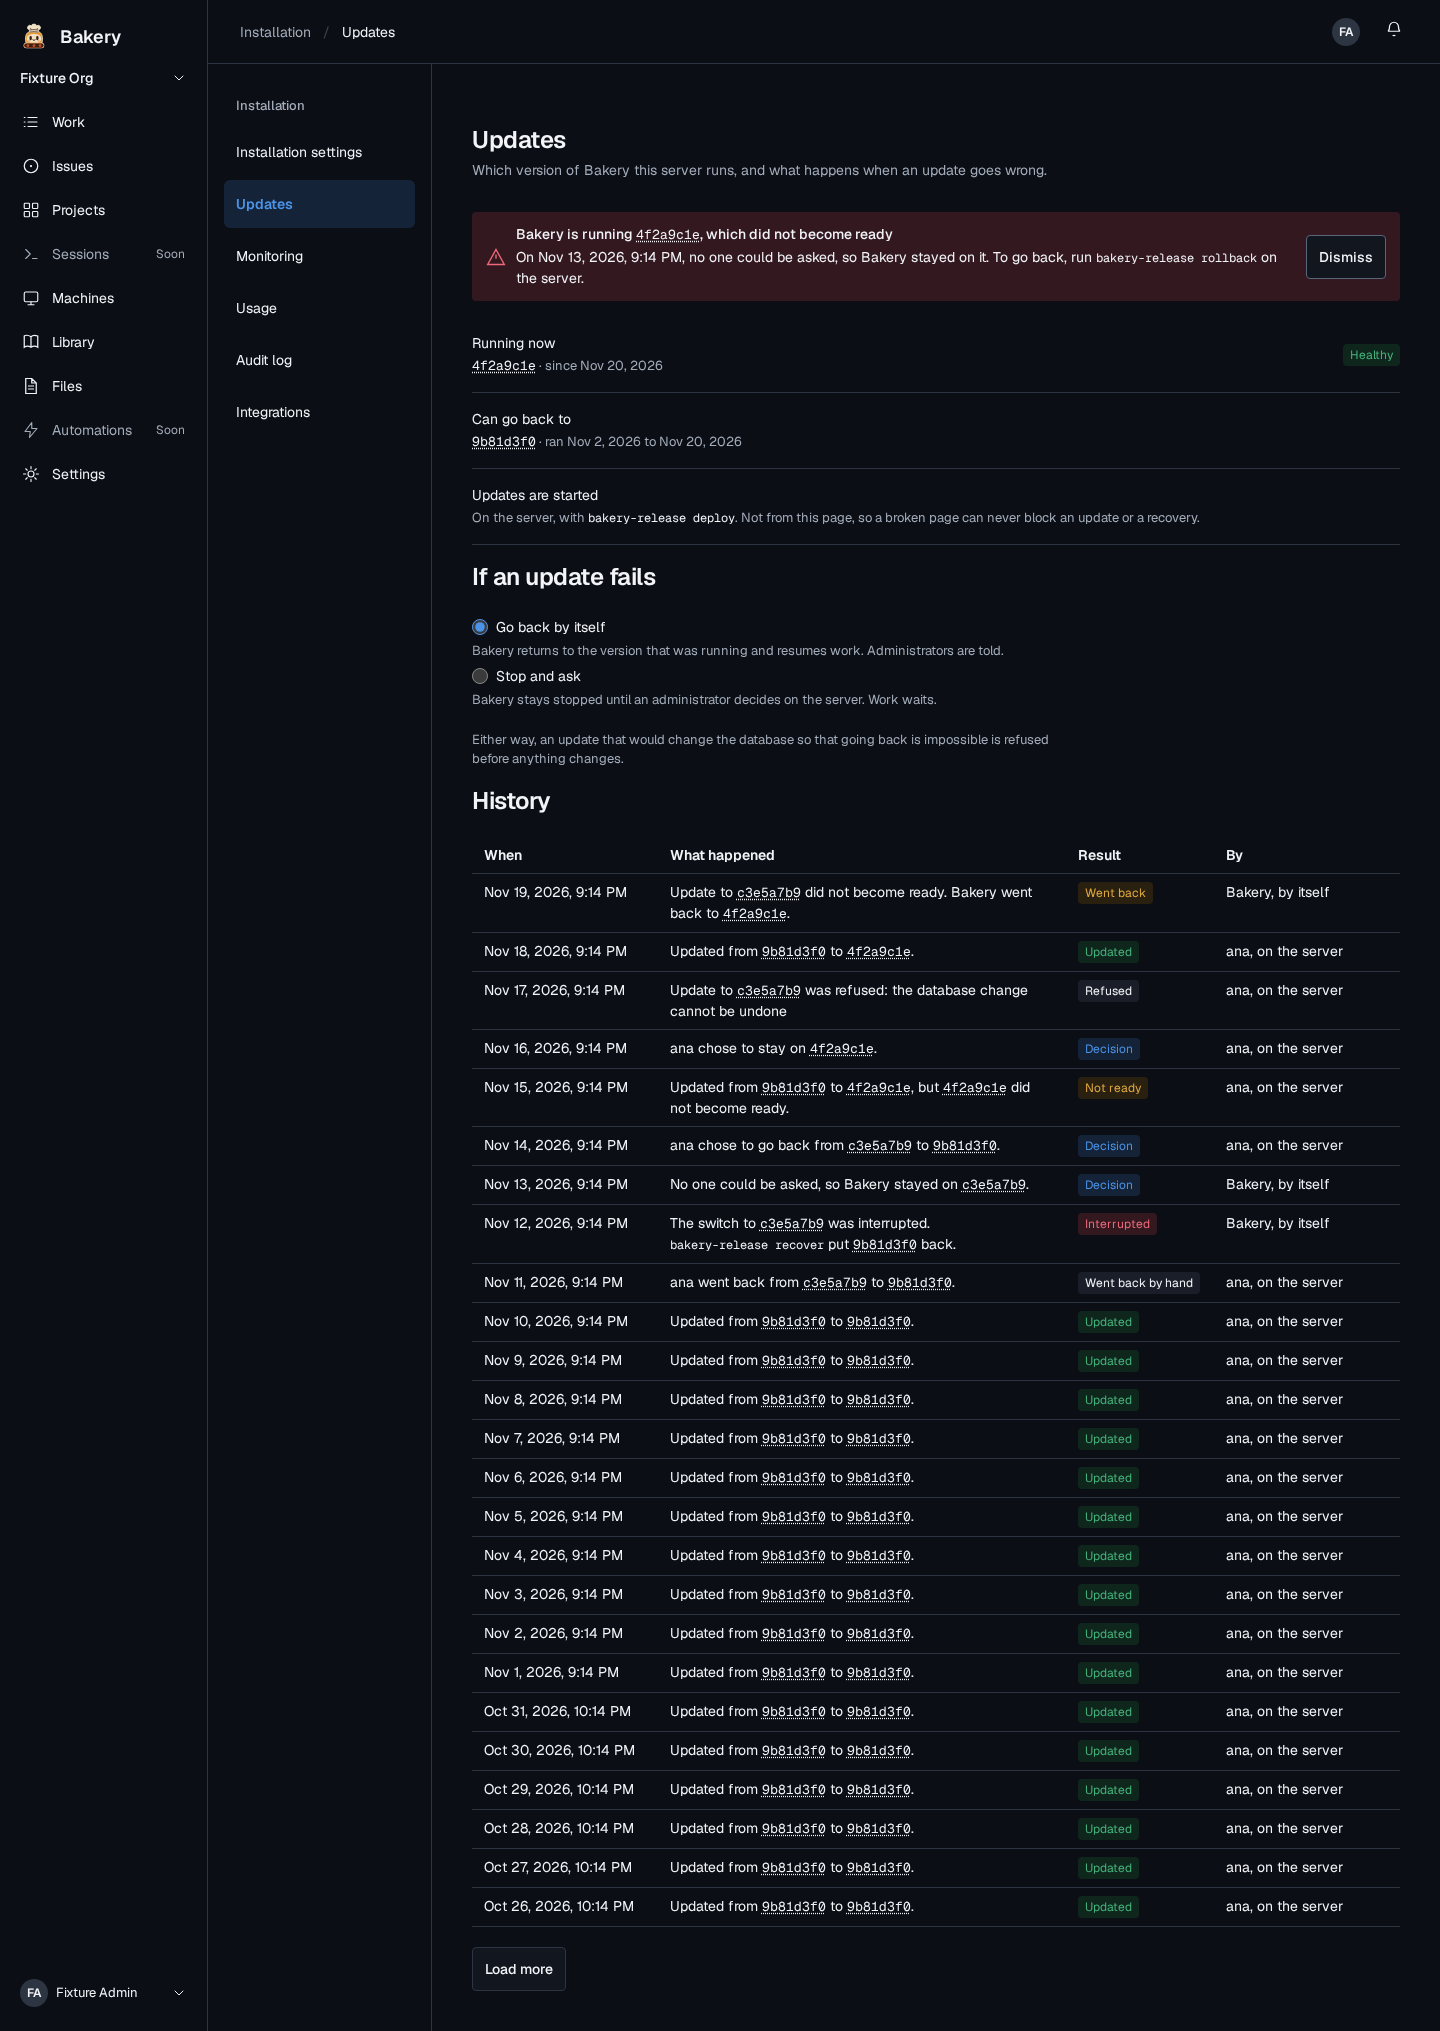 Bakery
Fixture Org
Work
Issues
Projects
Sessions Soon
Machines
Library
Files
Automations Soon
Settings
FA Fixture Admin
Installation / Updates
FA
Installation
Installation settings
Updates
Monitoring
Usage
Audit log
Integrations
Updates
Which version of Bakery this server runs, and what happens when an update goes wrong.
Bakery is running 4f2a9c1e, which did not become ready
On Nov 13, 2026, 9:14 PM, no one could be asked, so Bakery stayed on it. To go back, run bakery-release rollback on
the server.
Dismiss
Running now
4f2a9c1e · since Nov 20, 2026
Healthy
Can go back to
9b81d3f0 · ran Nov 2, 2026 to Nov 20, 2026
Updates are started
On the server, with bakery-release deploy. Not from this page, so a broken page can never block an update or a recovery.
If an update fails
Go back by itself
Bakery returns to the version that was running and resumes work. Administrators are told.
Stop and ask
Bakery stays stopped until an administrator decides on the server. Work waits.
Either way, an update that would change the database so that going back is impossible is refused
before anything changes.
History
When What happened Result By
Nov 19, 2026, 9:14 PM Update to c3e5a7b9 did not become ready. Bakery went Went back Bakery, by itself
back to 4f2a9c1e.
Nov 18, 2026, 9:14 PM Updated from 9b81d3f0 to 4f2a9c1e. Updated ana, on the server
Nov 17, 2026, 9:14 PM Update to c3e5a7b9 was refused: the database change Refused ana, on the server
cannot be undone
Nov 16, 2026, 9:14 PM ana chose to stay on 4f2a9c1e. Decision ana, on the server
Nov 15, 2026, 9:14 PM Updated from 9b81d3f0 to 4f2a9c1e, but 4f2a9c1e did Not ready ana, on the server
not become ready.
Nov 14, 2026, 9:14 PM ana chose to go back from c3e5a7b9 to 9b81d3f0. Decision ana, on the server
Nov 13, 2026, 9:14 PM No one could be asked, so Bakery stayed on c3e5a7b9. Decision Bakery, by itself
Nov 12, 2026, 9:14 PM The switch to c3e5a7b9 was interrupted. Interrupted Bakery, by itself
bakery-release recover put 9b81d3f0 back.
Nov 11, 2026, 9:14 PM ana went back from c3e5a7b9 to 9b81d3f0. Went back by hand ana, on the server
Nov 10, 2026, 9:14 PM Updated from 9b81d3f0 to 9b81d3f0. Updated ana, on the server
Nov 9, 2026, 9:14 PM Updated from 9b81d3f0 to 9b81d3f0. Updated ana, on the server
Nov 8, 2026, 9:14 PM Updated from 9b81d3f0 to 9b81d3f0. Updated ana, on the server
Nov 7, 2026, 9:14 PM Updated from 9b81d3f0 to 9b81d3f0. Updated ana, on the server
Nov 6, 2026, 9:14 PM Updated from 9b81d3f0 to 9b81d3f0. Updated ana, on the server
Nov 5, 2026, 9:14 PM Updated from 9b81d3f0 to 9b81d3f0. Updated ana, on the server
Nov 4, 2026, 9:14 PM Updated from 9b81d3f0 to 9b81d3f0. Updated ana, on the server
Nov 3, 2026, 9:14 PM Updated from 9b81d3f0 to 9b81d3f0. Updated ana, on the server
Nov 2, 2026, 9:14 PM Updated from 9b81d3f0 to 9b81d3f0. Updated ana, on the server
Nov 1, 2026, 9:14 PM Updated from 9b81d3f0 to 9b81d3f0. Updated ana, on the server
Oct 31, 2026, 10:14 PM Updated from 9b81d3f0 to 9b81d3f0. Updated ana, on the server
Oct 30, 2026, 10:14 PM Updated from 9b81d3f0 to 9b81d3f0. Updated ana, on the server
Oct 29, 2026, 10:14 PM Updated from 9b81d3f0 to 9b81d3f0. Updated ana, on the server
Oct 28, 2026, 10:14 PM Updated from 9b81d3f0 to 9b81d3f0. Updated ana, on the server
Oct 27, 2026, 10:14 PM Updated from 9b81d3f0 to 9b81d3f0. Updated ana, on the server
Oct 26, 2026, 10:14 PM Updated from 9b81d3f0 to 9b81d3f0. Updated ana, on the server
Load more